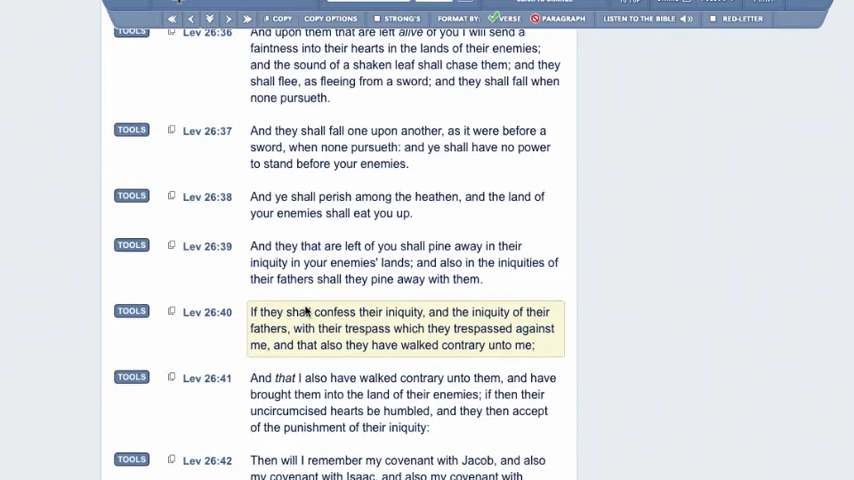 COPY COPY OPTIONS STRONG'S FORMAT BY: VERSE PARAGRAPH LISTEN TO THE BIBLE RED-LETTER
Lev 26:36 And upon them that are left alive of you I will send a
faintness into their hearts in the lands of their enemies;
and the sound of a shaken leaf shall chase them; and they
shall flee, as fleeing from a sword; and they shall fall when
none pursueth.
TOOLS Lev 26:37 And they shall fall one upon another, as it were before a
sword, when none pursueth: and ye shall have no power
to stand before your enemies.
TOOLS Lev 26:38 And ye shall perish among the heathen, and the land of
your enemies shall eat you up.
TOOLS Lev 26:39 And they that are left of you shall pine away in their
iniquity in your enemies' lands; and also in the iniquities of
their fathers shall they pine away with them.
TOOLS Lev 26:40 If they shall confess their iniquity, and the iniquity of their
fathers, with their trespass which they trespassed against
me, and that also they have walked contrary unto me;
TOOLS Lev 26:41 And that I also have walked contrary unto them, and have
brought them into the land of their enemies; if then their
uncircumcised hearts be humbled, and they then accept
of the punishment of their iniquity:
TOOLS Lev 26:42 Then will I remember my covenant with Jacob, and also
my covenant with Isaac, and also my covenant with